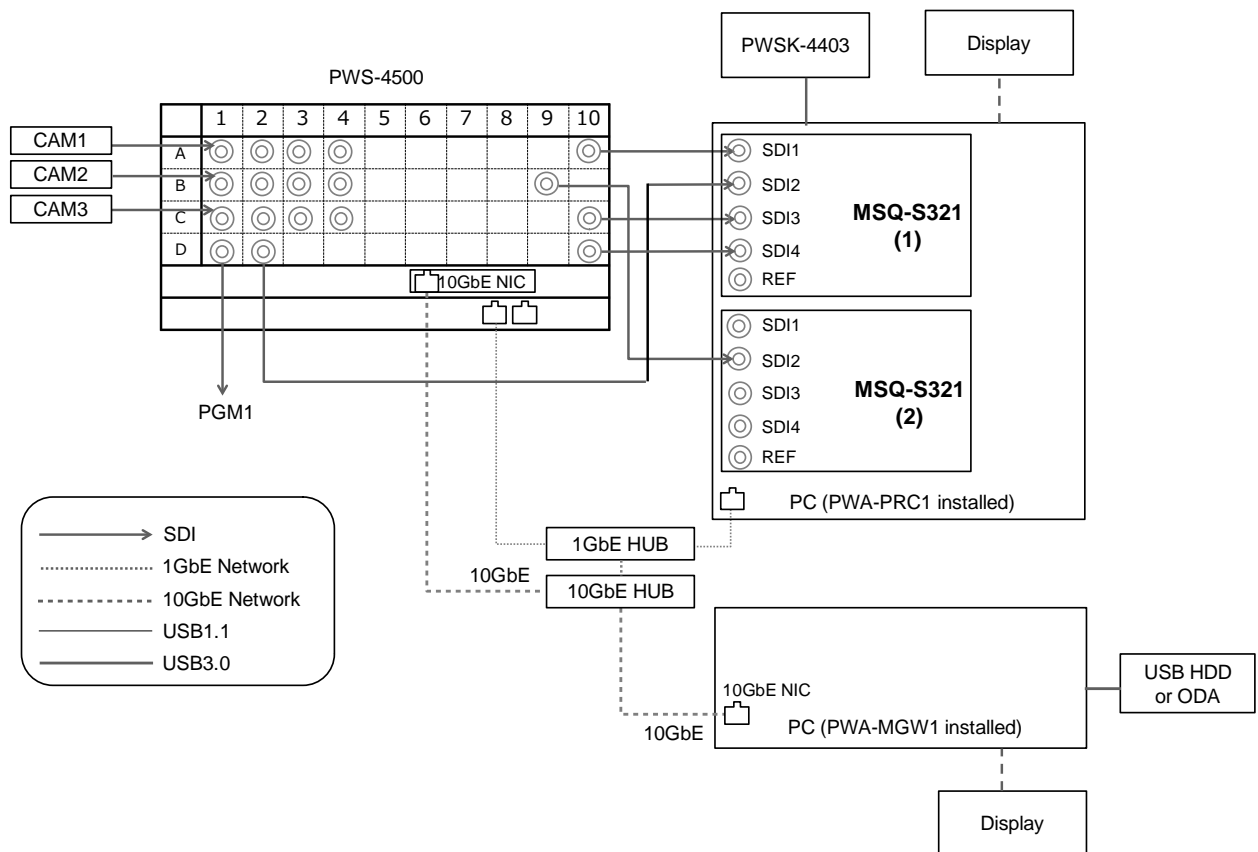 PWSK-4403
Display
PWS-4500
1 2 3 4 5 6 7 8 9 10
CAM1
CAM2
CAM3
A
B
C
D
10GbE NIC
PGM1
SDI1
SDI2
SDI3
SDI4
REF
MSQ-S321
(1)
SDI1
SDI2
SDI3
SDI4
REF
MSQ-S321
(2)
PC (PWA-PRC1 installed)
SDI
1GbE Network
10GbE Network
USB1.1
USB3.0
1GbE HUB
10GbE
10GbE HUB
10GbE NIC
10GbE
PC (PWA-MGW1 installed)
USB HDD
or ODA
Display